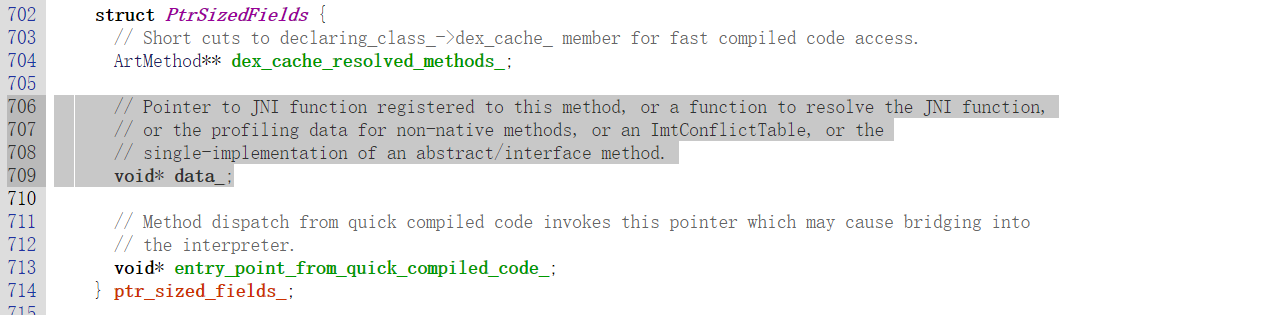 702 struct PtrSizedFields {
703 // Short cuts to declaring_class_->dex_cache_ member for fast compiled code access.
704 ArtMethod** dex_cache_resolved_methods_;
705
706 // Pointer to JNI function registered to this method, or a function to resolve the JNI function,
707 // or the profiling data for non-native methods, or an ImtConflictTable, or the
708 // single-implementation of an abstract/interface method.
709 void* data_;
710
711 // Method dispatch from quick compiled code invokes this pointer which may cause bridging into
712 // the interpreter.
713 void* entry_point_from_quick_compiled_code_;
714 } ptr_sized_fields_;
715